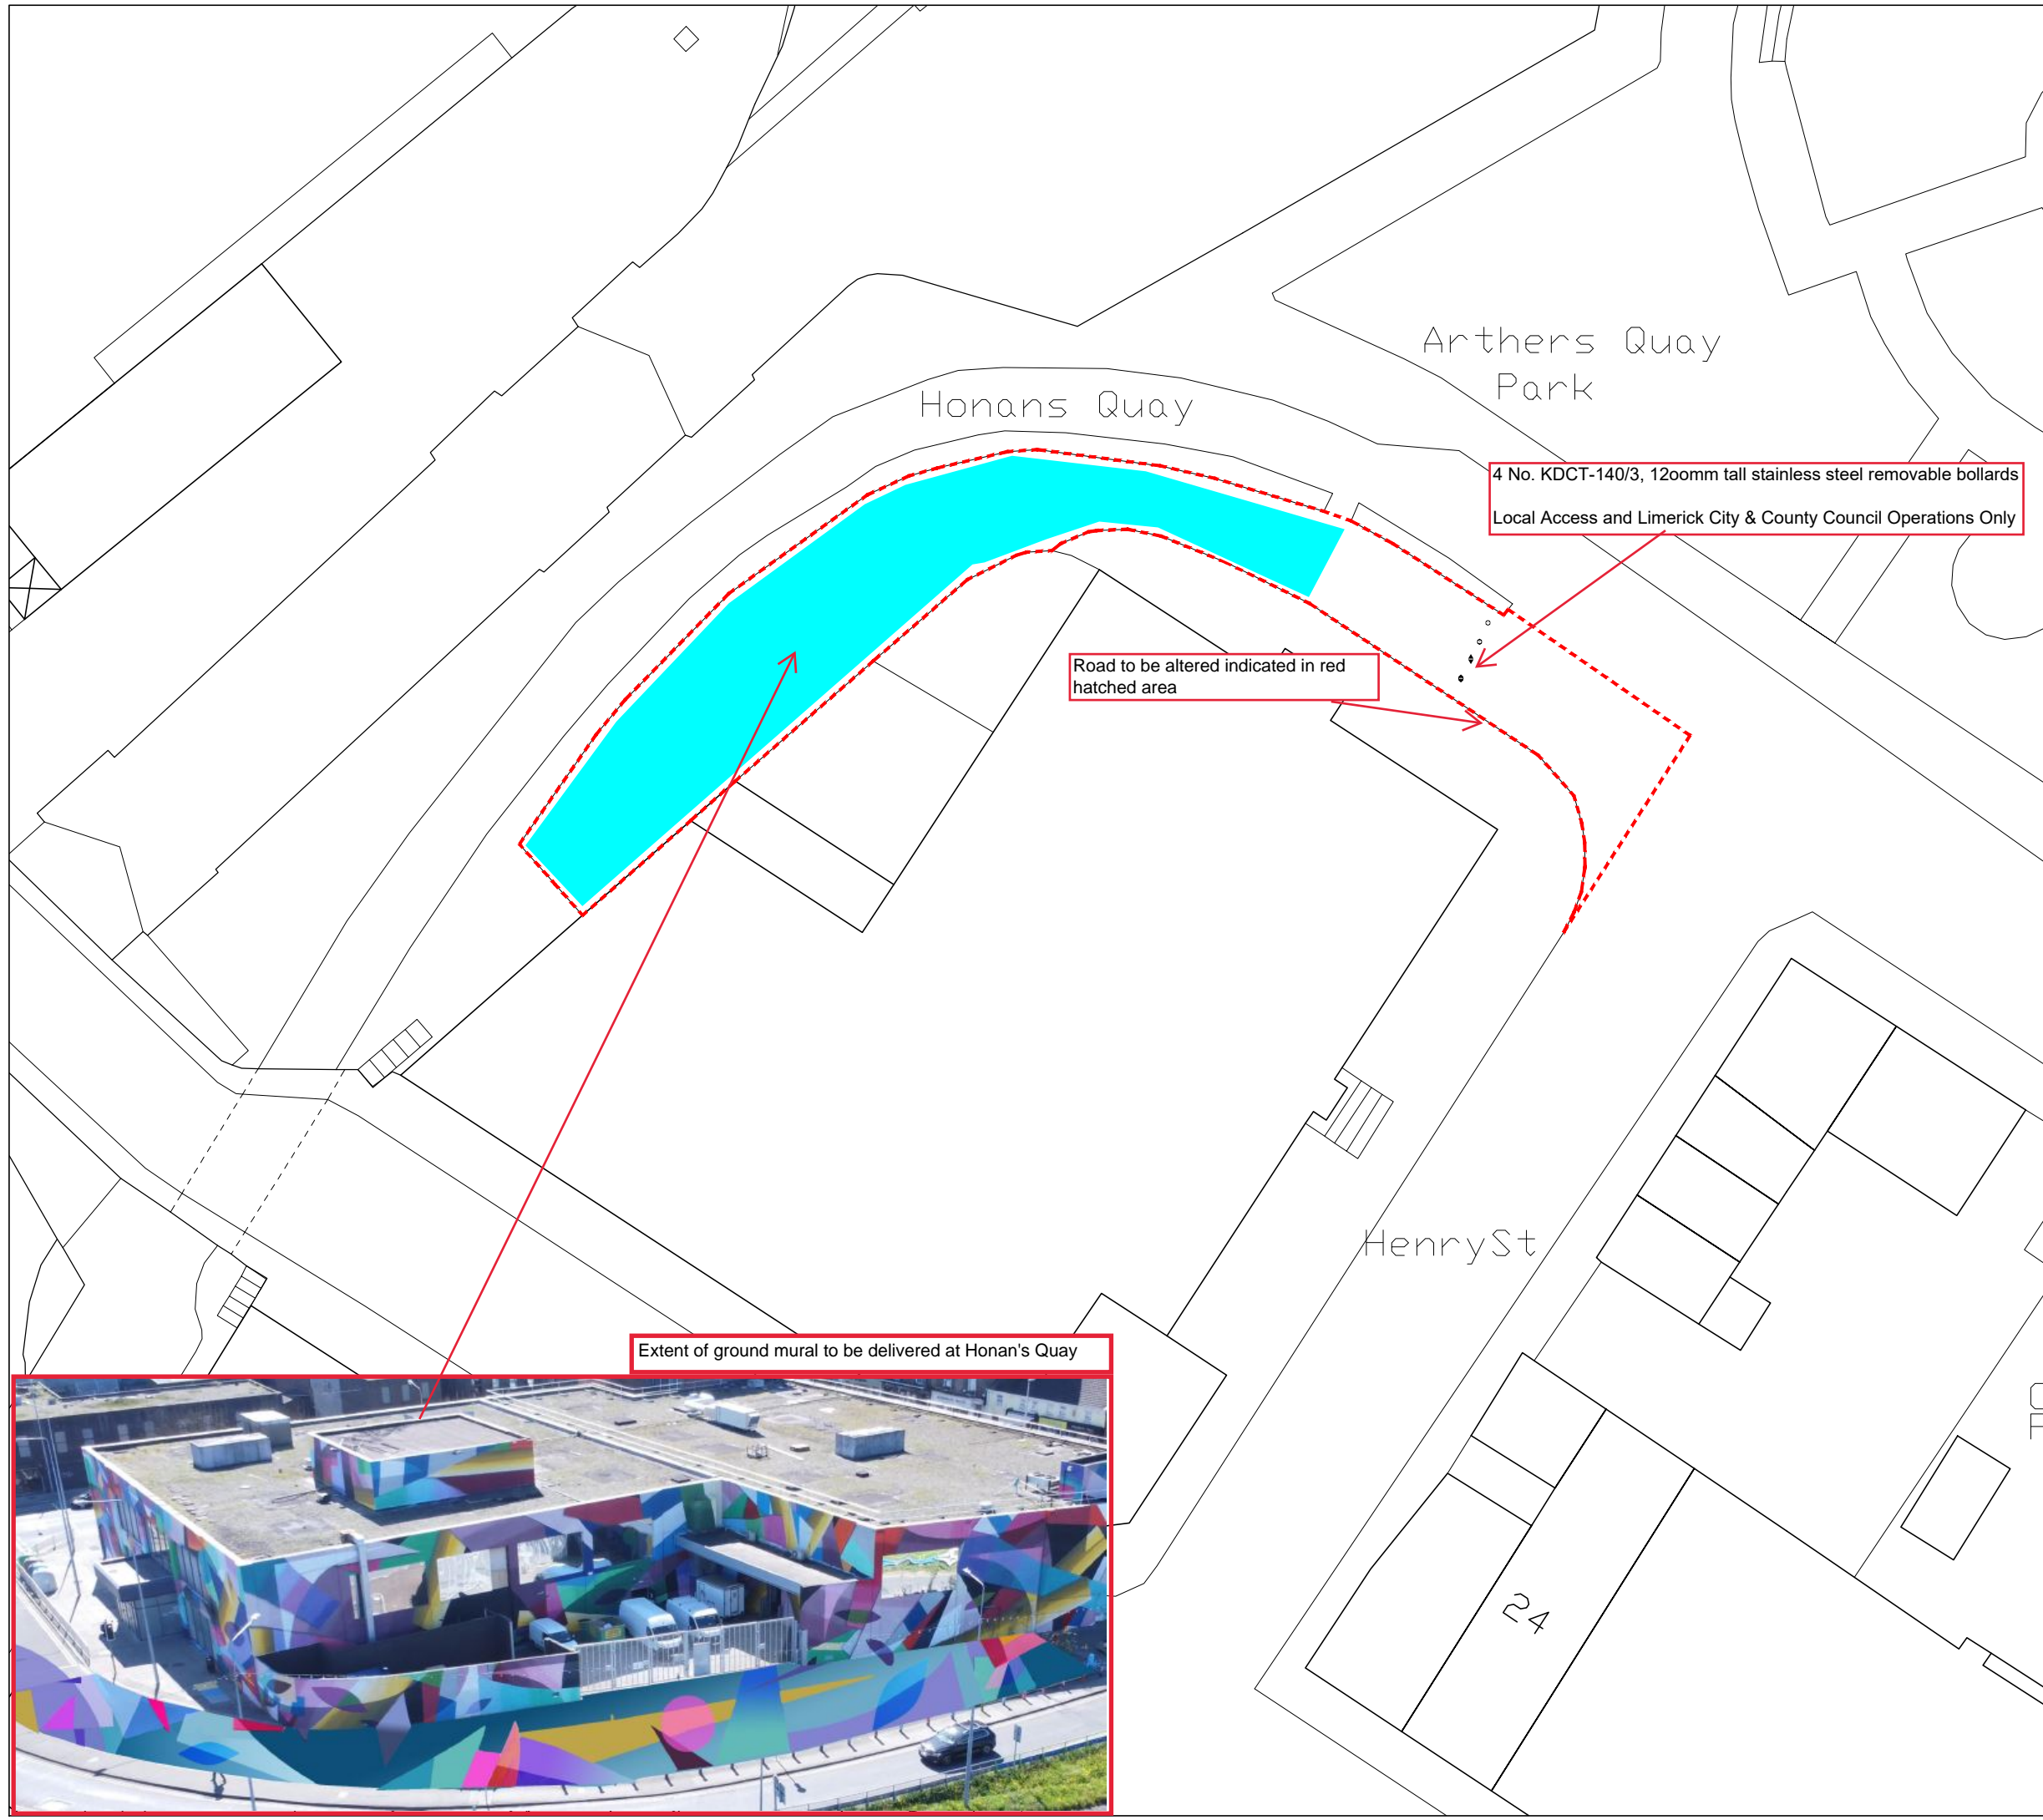 Arthers Quay
Park
Honans Quay
4 No. KDCT-140/3, 12oomm tall stainless steel removable bollards
Local Access and Limerick City & County Council Operations Only
Road to be altered indicated in red
hatched area
HenrySt
Extent of ground mural to be delivered at Honan's Quay
24